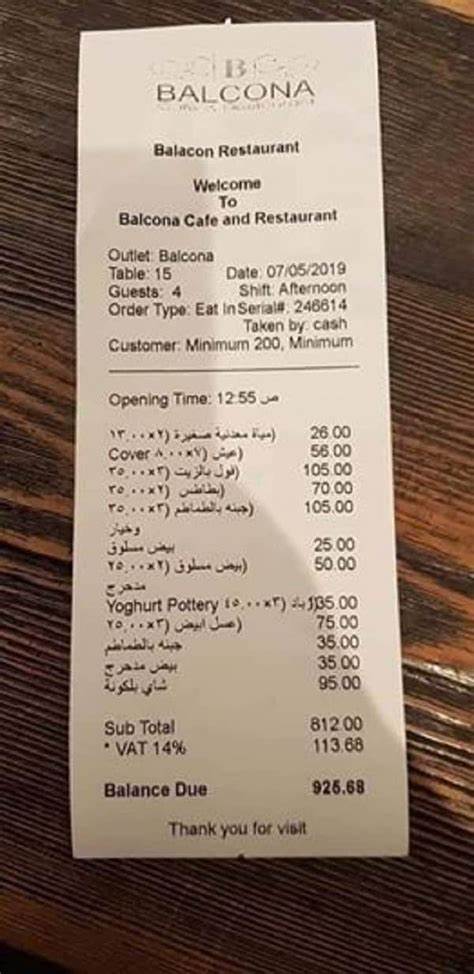 B
BALCONA
Balacon Restaurant
Welcome
To
Balcona Cafe and Restaurant
Outlet: Balcona
Table: 15 Date: 07/05/2019
Guests: 4 Shift: Afternoon
Order Type: Eat In Serial#: 246614
Taken by: cash
Customer: Minimum 200, Minimum
Opening Time: 12:55 ص
مياة معدنية صغيرة (٢×١٣.٠٠) 26.00
Cover عيش (٧×٨.٠٠) 56.00
فول بالزيت (٣×٣٥.٠٠) 105.00
بطاطس (٢×٣٥.٠٠) 70.00
جبنه بالطماطم (٣×٣٥.٠٠) 105.00
وخيار
بيض مسلوق 25.00
بيض مسلوق (٢×٢٥.٠٠) 50.00
مدحرج
Yoghurt Pottery (٣×٤٥.٠٠) 135.00
عسل ابيض (٣×٢٥.٠٠) 75.00
جبنه بالطماطم 35.00
بيض مدحرج 35.00
شاي بلكونة 95.00
Sub Total 812.00
* VAT 14% 113.68
Balance Due 925.68
Thank you for visit